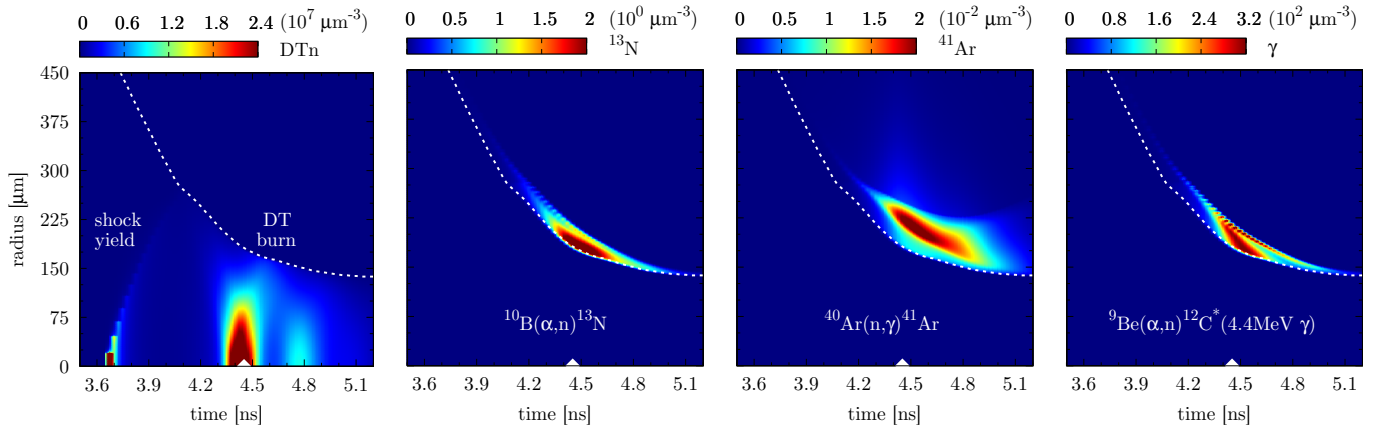 0 0.6 1.2 1.8 2.4 (10⁷ μm⁻³)
DTn
0 0.5 1 1.5 2 (10⁰ μm⁻³)
¹³N
0 0.5 1 1.5 2 (10⁻² μm⁻³)
⁴¹Ar
0 0.8 1.6 2.4 3.2 (10² μm⁻³)
γ
radius [μm]
450
375
300
225
150
75
0
shock
yield
DT
burn
3.6 3.9 4.2 4.5 4.8 5.1
time [ns]
¹⁰B(α,n)¹³N
3.6 3.9 4.2 4.5 4.8 5.1
time [ns]
⁴⁰Ar(n,γ)⁴¹Ar
3.6 3.9 4.2 4.5 4.8 5.1
time [ns]
⁹Be(α,n)¹²C*(4.4MeV γ)
3.6 3.9 4.2 4.5 4.8 5.1
time [ns]